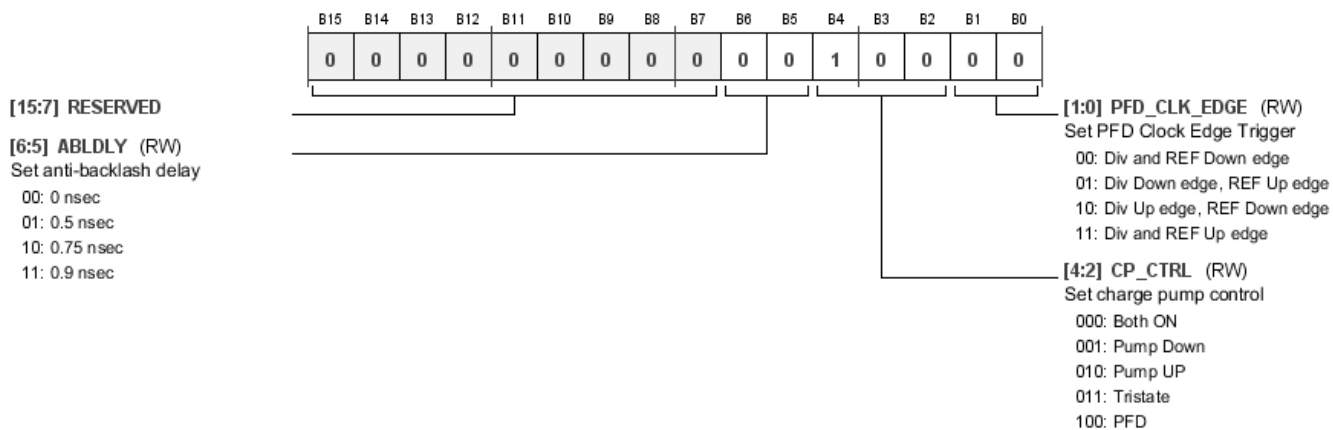 B15 B14 B13 B12 B11 B10 B9 B8 B7 B6 B5 B4 B3 B2 B1 B0
0 0 0 0 0 0 0 0 0 0 0 1 0 0 0 0
[15:7] RESERVED
[6:5] ABLDLY (RW)
Set anti-backlash delay
00: 0 nsec
01: 0.5 nsec
10: 0.75 nsec
11: 0.9 nsec
[1:0] PFD_CLK_EDGE (RW)
Set PFD Clock Edge Trigger
00: Div and REF Down edge
01: Div Down edge, REF Up edge
10: Div Up edge, REF Down edge
11: Div and REF Up edge
[4:2] CP_CTRL (RW)
Set charge pump control
000: Both ON
001: Pump Down
010: Pump UP
011: Tristate
100: PFD